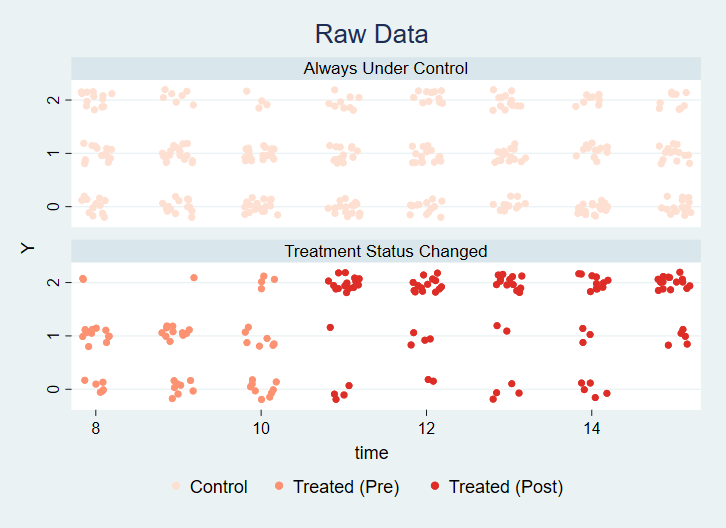 Raw Data
Always Under Control
2
1
0
Y
Treatment Status Changed
2
1
0
8 10 12 14
time
Control Treated (Pre) Treated (Post)